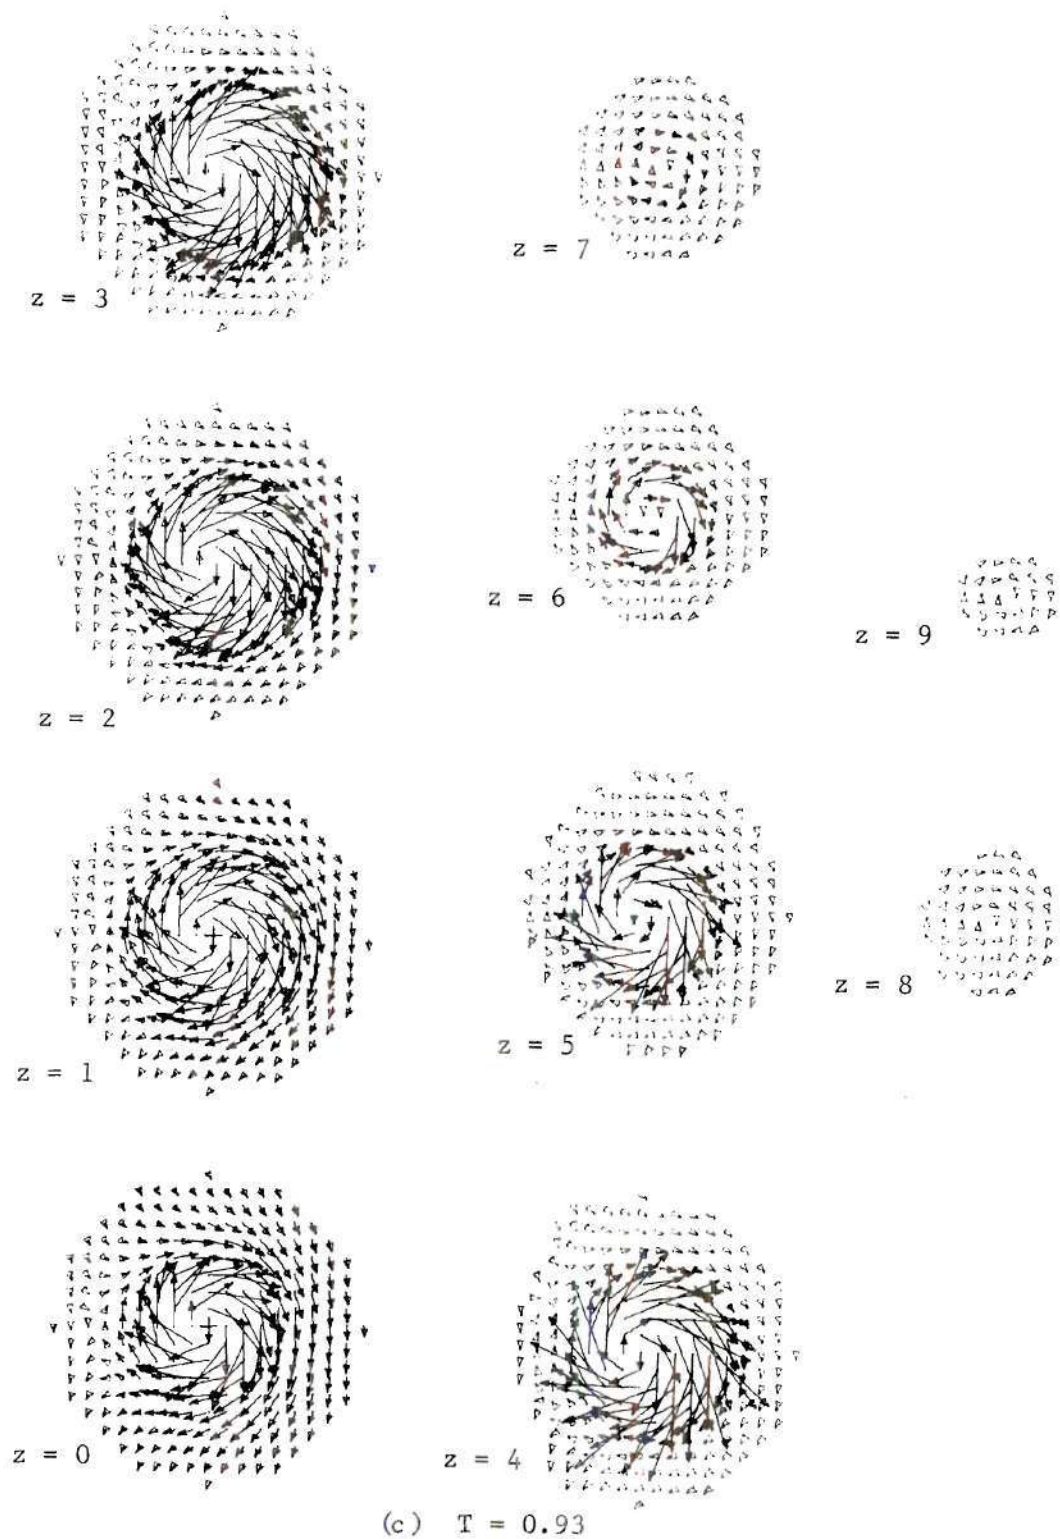 z = 3
z = 7
z = 2
z = 6
z = 9
z = 1
z = 5
z = 8
z = 0
z = 4
(c) T = 0.93